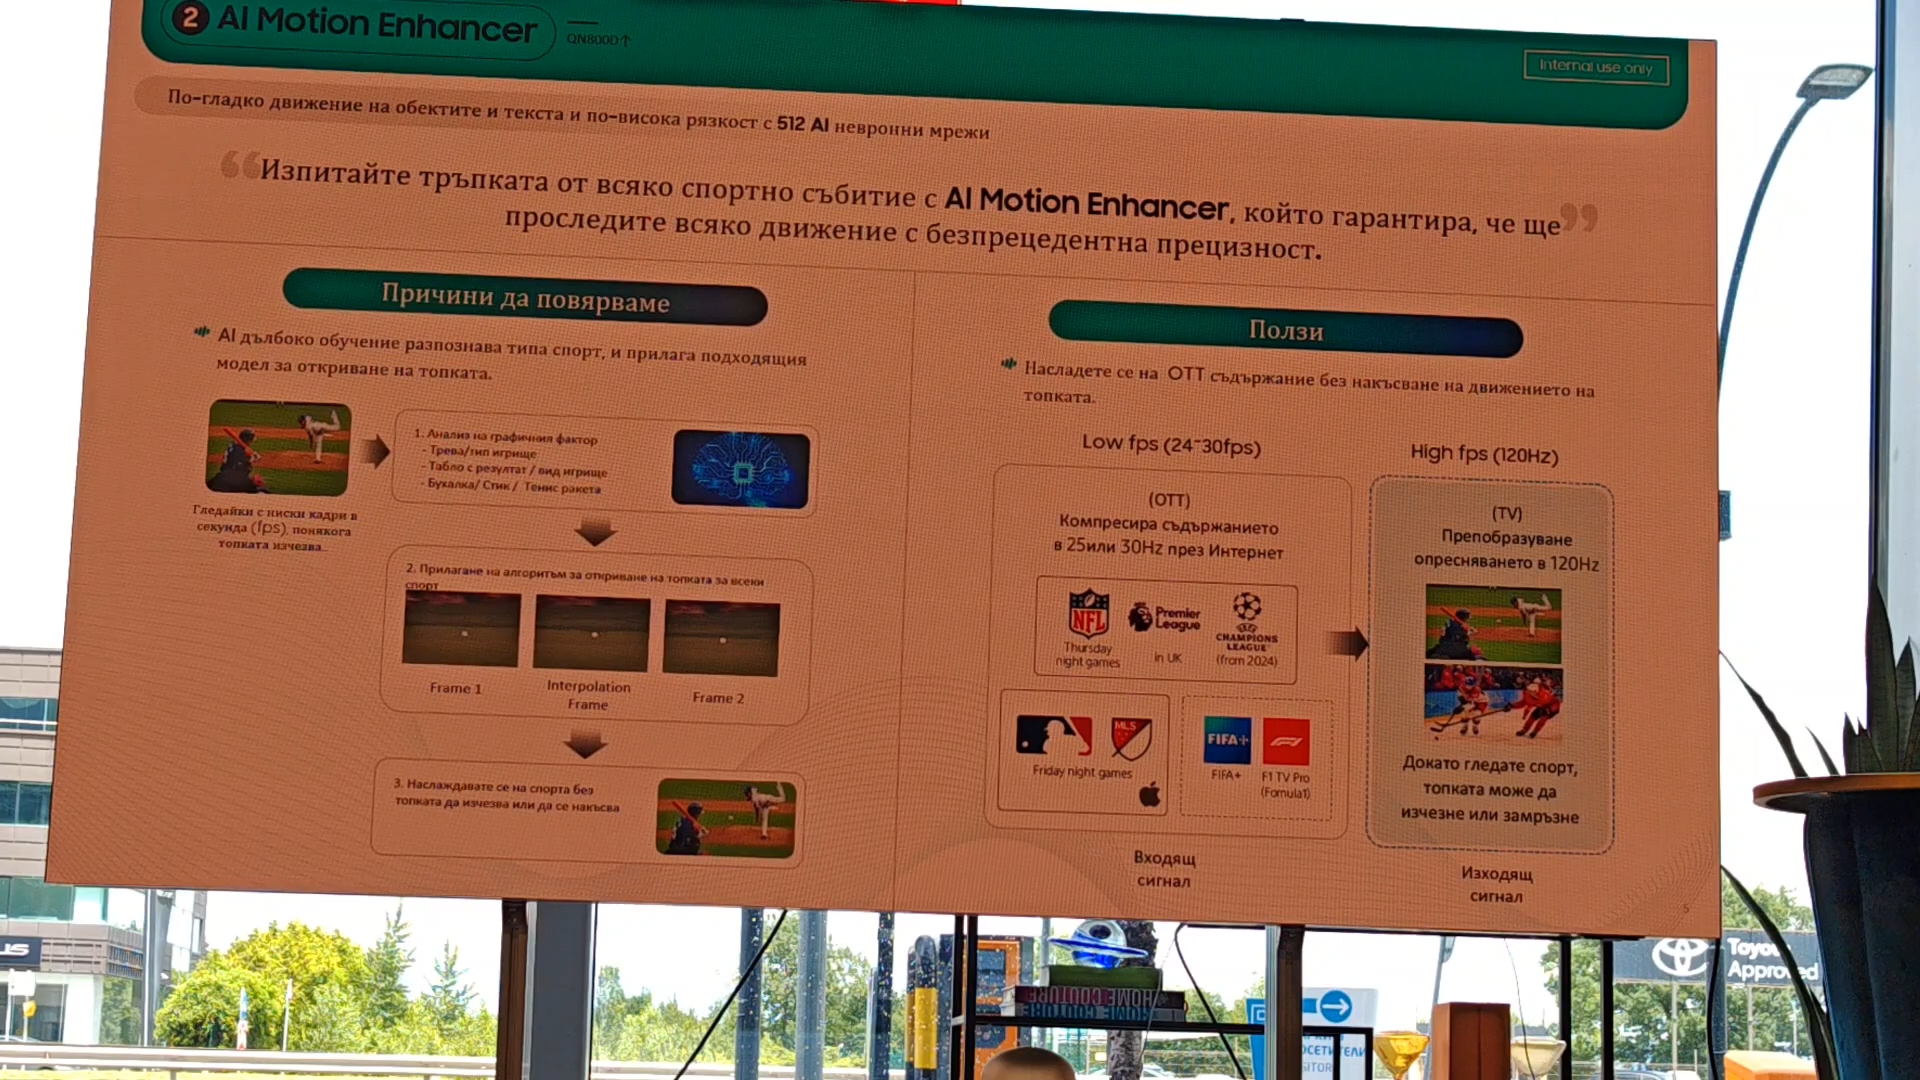 2 AI Motion Enhancer
QN800D↑
Internal use only
По-гладко движение на обектите и текста и по-висока рязкост с 512 AI невронни мрежи
“Изпитайте тръпката от всяко спортно събитие с AI Motion Enhancer, който гарантира, че ще”
проследите всяко движение с безпрецедентна прецизност.
Причини да повярваме
AI дълбоко обучение разпознава типа спорт, и прилага подходящия
модел за откриване на топката.
Гледайки с ниски кадри в
секунда (fps), понякога
топката изчезва...
1. Анализ на графичния фактор
- Трева/тип игрище
- Табло с резултат / вид игрище
- Бухалка/ Стик / Тенис ракета
2. Прилагане на алгоритъм за откриване на топката за всеки
спорт
Frame 1
Interpolation
Frame
Frame 2
3. Наслаждавате се на спорта без
топката да изчезва или да се накъсва
Ползи
Насладете се на OTT съдържание без накъсване на движението на
топката.
Low fps (24~30fps)
(OTT)
Компресира съдържанието
в 25или 30Hz през Интернет
NFL
Thursday
night games
Premier
League
in UK
CHAMPIONS
LEAGUE
(from 2024)
MLS
Friday night games
FIFA+
FIFA+
F1 TV Pro
(Fomula1)
Входящ
сигнал
High fps (120Hz)
(TV)
Препобразуване
опресняването в 120Hz
Докато гледате спорт,
топката може да
изчезне или замръзне
Изходящ
сигнал
5
HOME COUTURE
HOME COUTURE
Toyota
Approved